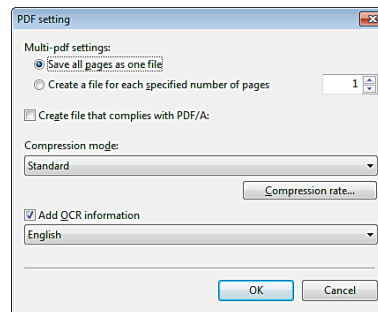 PDF setting
Multi-pdf settings:
Save all pages as one file
Create a file for each specified number of pages
1
Create file that complies with PDF/A:
Compression mode:
Standard
Compression rate...
Add OCR information
English
OK Cancel